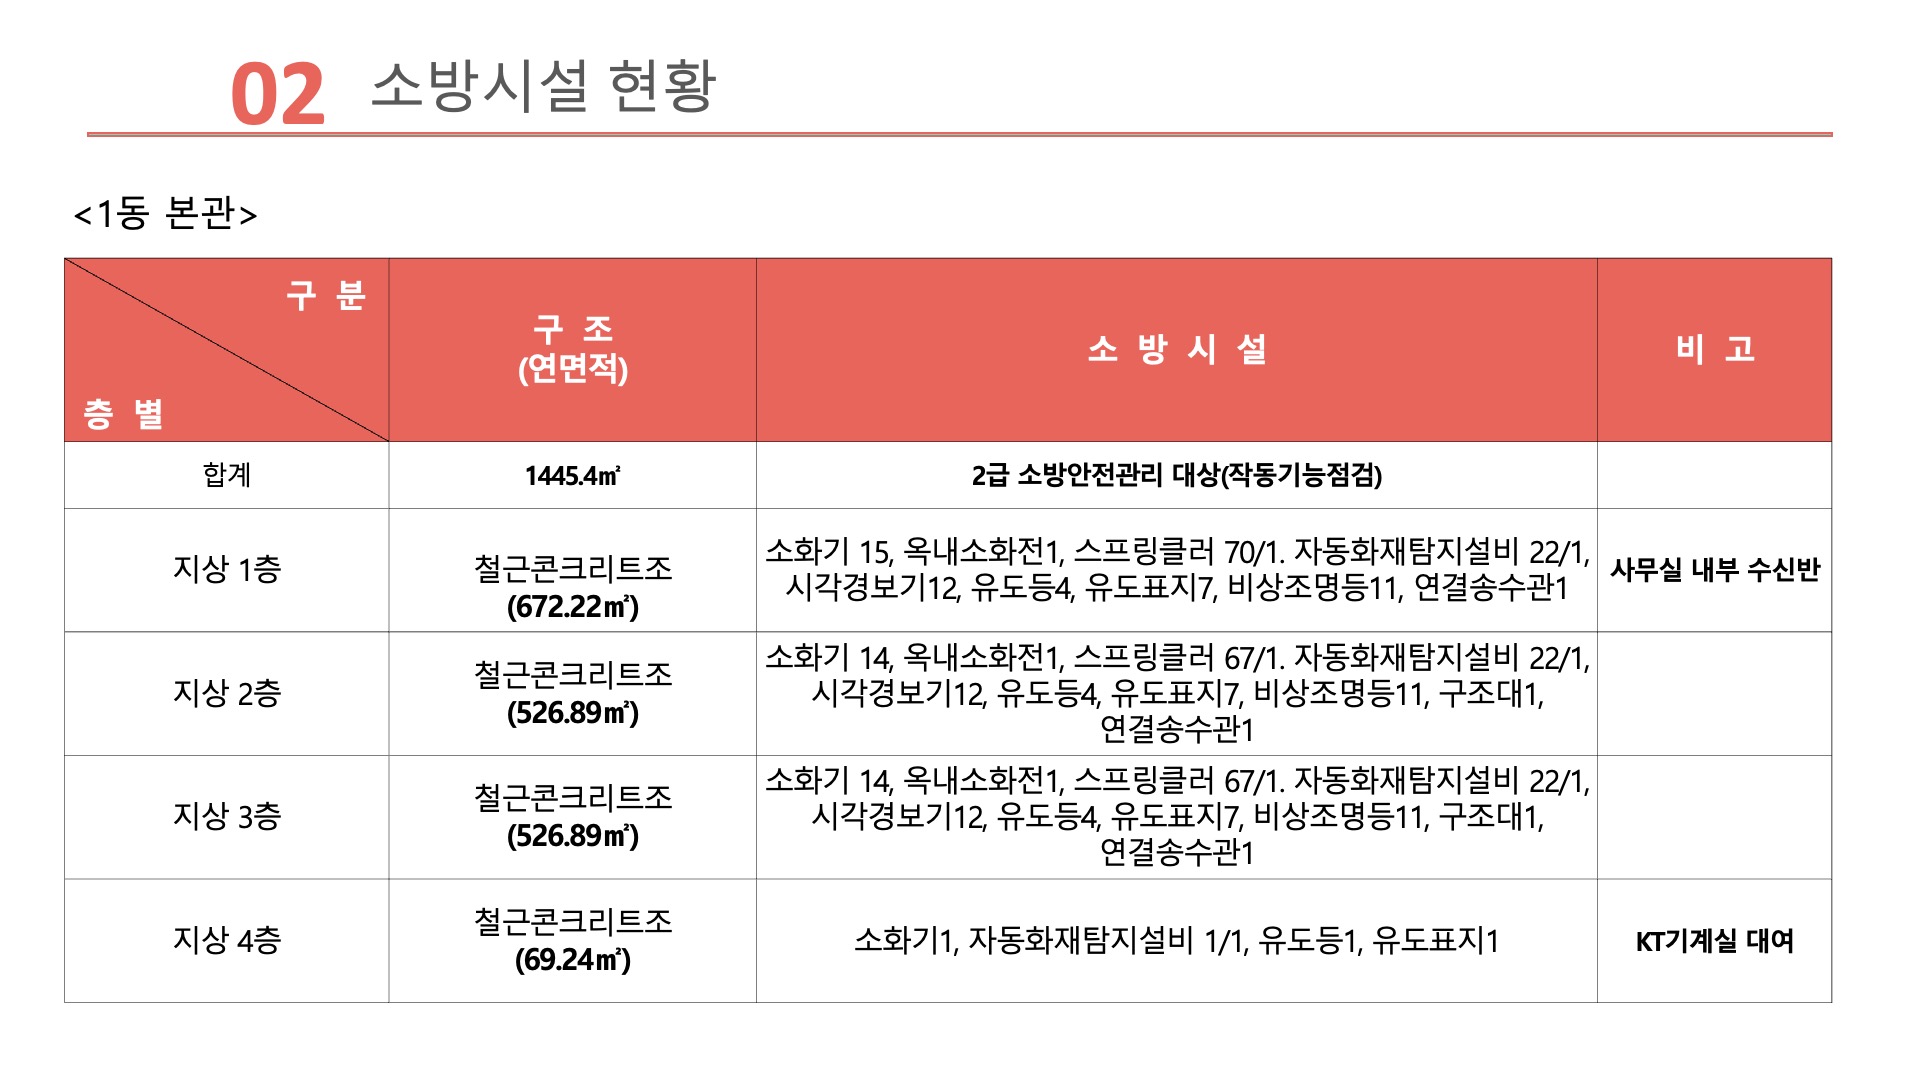 02 소방시설 현황
<1동 본관>
구 분
층 별
구 조
(연면적)
소 방 시 설
비 고
합계
1445.4㎡
2급 소방안전관리 대상(작동기능점검)
지상 1층
철근콘크리트조
(672.22㎡)
소화기 15, 옥내소화전1, 스프링클러 70/1. 자동화재탐지설비 22/1,
시각경보기12, 유도등4, 유도표지7, 비상조명등11, 연결송수관1
사무실 내부 수신반
지상 2층
철근콘크리트조
(526.89㎡)
소화기 14, 옥내소화전1, 스프링클러 67/1. 자동화재탐지설비 22/1,
시각경보기12, 유도등4, 유도표지7, 비상조명등11, 구조대1,
연결송수관1
지상 3층
철근콘크리트조
(526.89㎡)
소화기 14, 옥내소화전1, 스프링클러 67/1. 자동화재탐지설비 22/1,
시각경보기12, 유도등4, 유도표지7, 비상조명등11, 구조대1,
연결송수관1
지상 4층
철근콘크리트조
(69.24㎡)
소화기1, 자동화재탐지설비 1/1, 유도등1, 유도표지1
KT기계실 대여